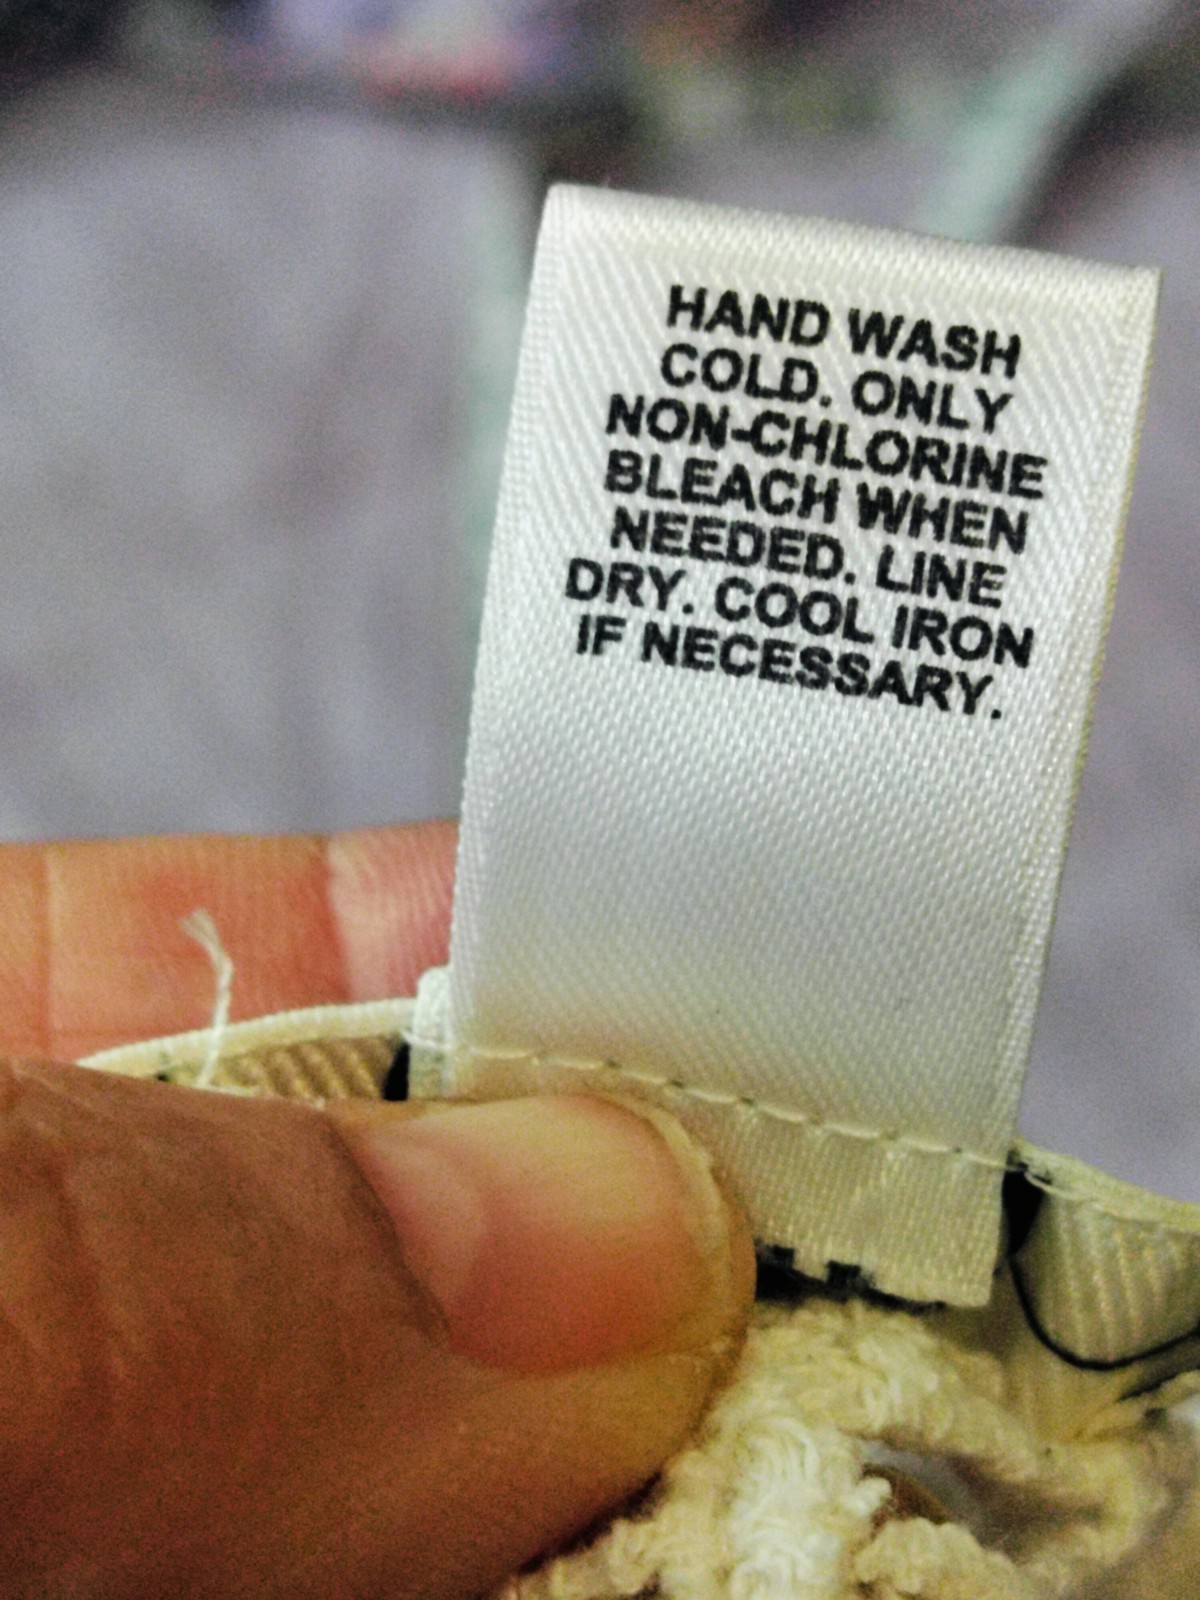 HAND WASH
COLD. ONLY
NON-CHLORINE
BLEACH WHEN
NEEDED. LINE
DRY. COOL IRON
IF NECESSARY.